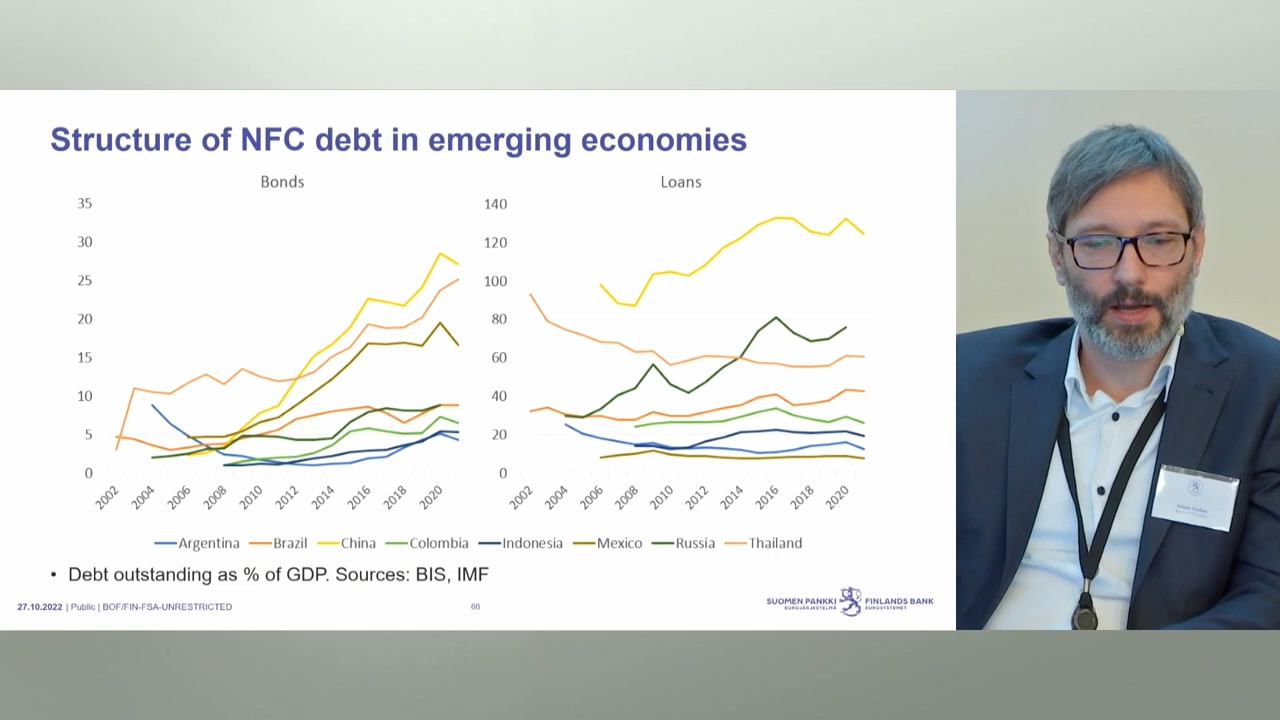 Structure of NFC debt in emerging economies
Bonds
35
30
25
20
15
10
5
0
2002 2004 2006 2008 2010 2012 2014 2016 2018 2020
Loans
140
120
100
80
60
40
20
0
2002 2004 2006 2008 2010 2012 2014 2016 2018 2020
Argentina Brazil China Colombia Indonesia Mexico Russia Thailand
• Debt outstanding as % of GDP. Sources: BIS, IMF
27.10.2022 | Public | BOF/FIN-FSA-UNRESTRICTED
66
SUOMEN PANKKI FINLANDS BANK
EUROJÄRJESTELMÄ EUROSYSTEMET